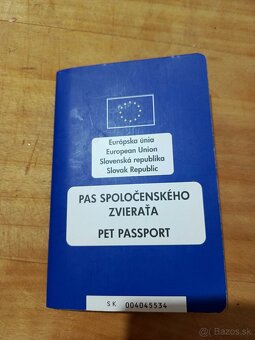 Európska únia
European Union
Slovenská republika
Slovak Republic
PAS SPOLOČENSKÉHO
ZVIERAŤA
PET PASSPORT
SK 004045534
Bazos.sk